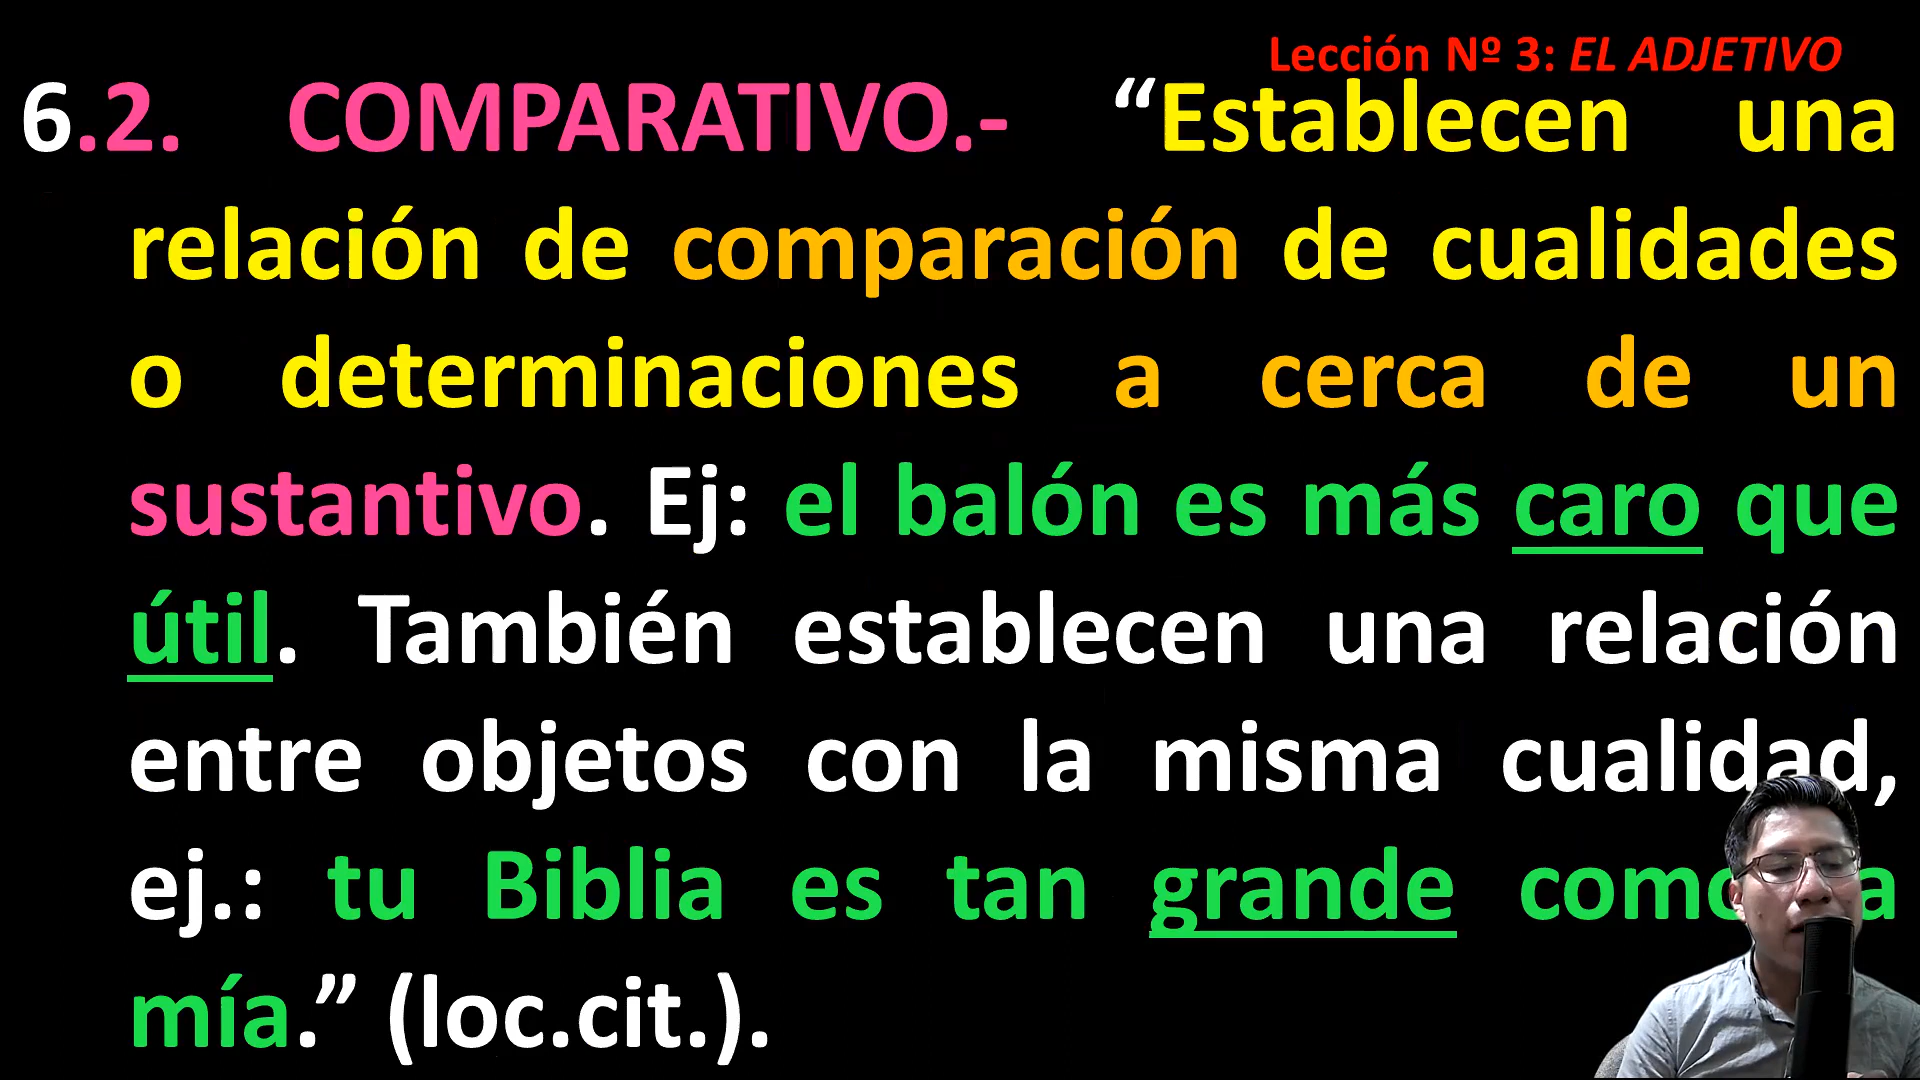 Lección Nº 3: EL ADJETIVO
6.2. COMPARATIVO.- “Establecen una
relación de comparación de cualidades
o determinaciones a cerca de un
sustantivo. Ej: el balón es más caro que
útil. También establecen una relación
entre objetos con la misma cualidad,
ej.: tu Biblia es tan grande como
mía.” (loc.cit.).